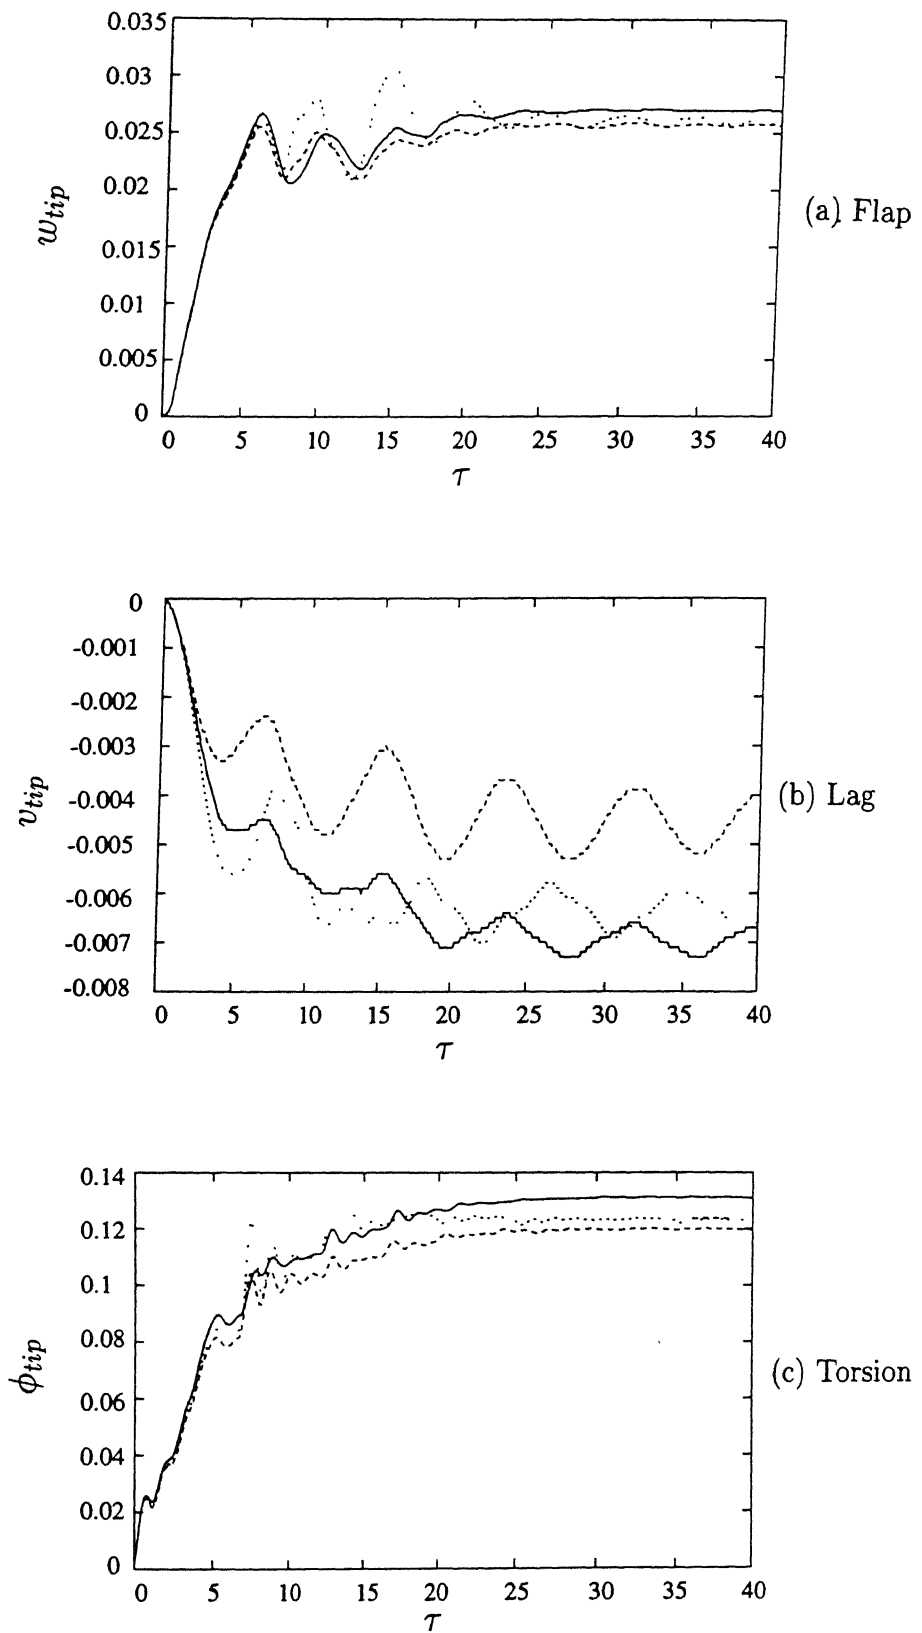 0.035
0.03
0.025
0.02
0.015
0.01
0.005
0
w_tip
(a). Flap
0 5 10 15 20 25 30 35 40
τ
0
-0.001
-0.002
-0.003
-0.004
-0.005
-0.006
-0.007
-0.008
v_tip
(b) Lag
0 5 10 15 20 25 30 35 40
τ
0.14
0.12
0.1
0.08
0.06
0.04
0.02
0
ϕ_tip
(c) Torsion
0 5 10 15 20 25 30 35 40
τ